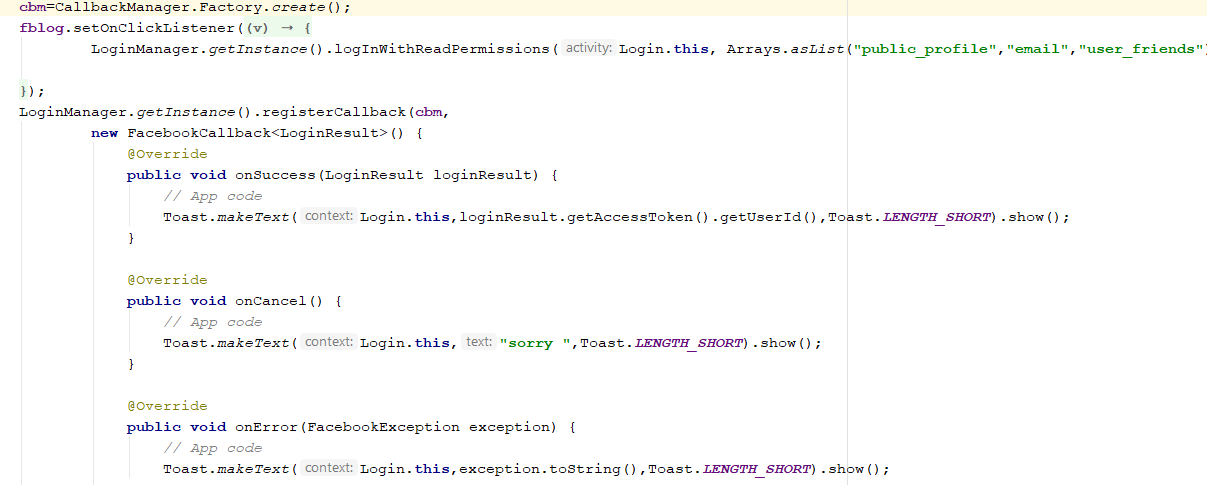 cbm=CallbackManager.Factory.create();
fblog.setOnClickListener((v) → {
        LoginManager.getInstance().logInWithReadPermissions( activity: Login.this, Arrays.asList("public_profile","email","user_friends")
});
LoginManager.getInstance().registerCallback(cbm,
        new FacebookCallback<LoginResult>() {
            @Override
            public void onSuccess(LoginResult loginResult) {
                // App code
                Toast.makeText( context: Login.this,loginResult.getAccessToken().getUserId(),Toast.LENGTH_SHORT).show();
            }
            @Override
            public void onCancel() {
                // App code
                Toast.makeText( context: Login.this, text: "sorry ",Toast.LENGTH_SHORT).show();
            }
            @Override
            public void onError(FacebookException exception) {
                // App code
                Toast.makeText( context: Login.this,exception.toString(),Toast.LENGTH_SHORT).show();